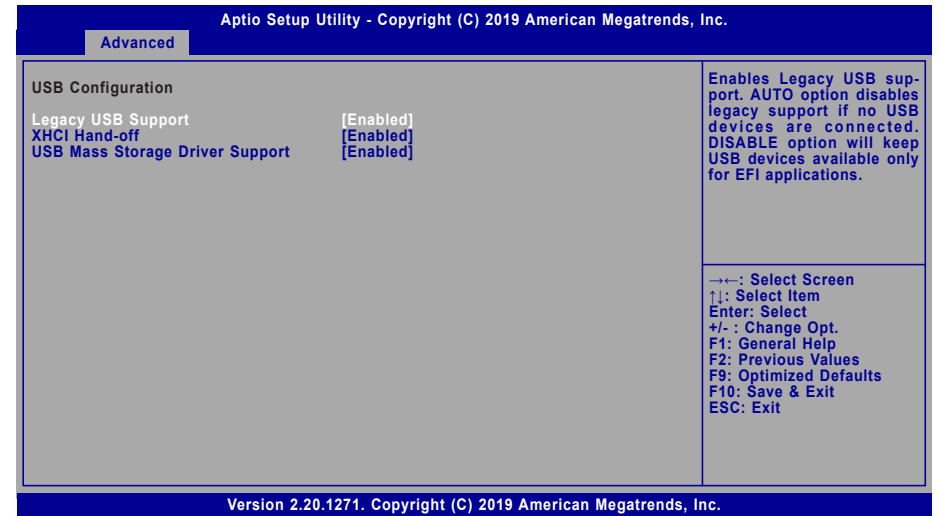 Aptio Setup Utility - Copyright (C) 2019 American Megatrends, Inc.
Advanced
USB Configuration
Legacy USB Support [Enabled]
XHCI Hand-off [Enabled]
USB Mass Storage Driver Support [Enabled]
Enables Legacy USB sup-
port. AUTO option disables
legacy support if no USB
devices are connected.
DISABLE option will keep
USB devices available only
for EFI applications.
→←: Select Screen
↑↓: Select Item
Enter: Select
+/- : Change Opt.
F1: General Help
F2: Previous Values
F9: Optimized Defaults
F10: Save & Exit
ESC: Exit
Version 2.20.1271. Copyright (C) 2019 American Megatrends, Inc.